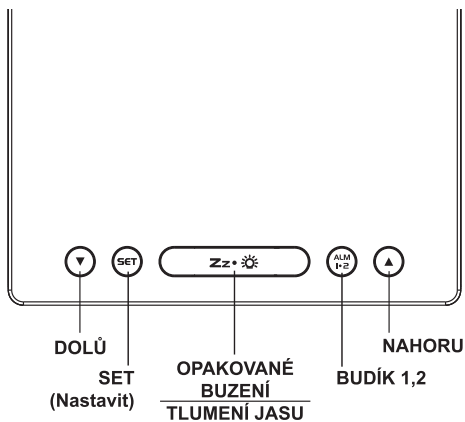 SET
Zz•
ALM
1•2
DOLŮ
SET
(Nastavit)
OPAKOVANÉ
BUZENÍ
TLUMENÍ JASU
BUDÍK 1,2
NAHORU